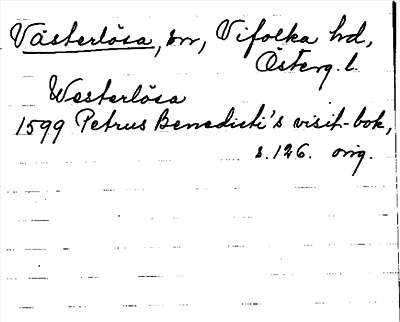 Västerlösa, sn, Vifolka hd,
Österg. l.
Westerlösa
1599 Petrus Benedicti's visit-bok,
s. 126. orig.